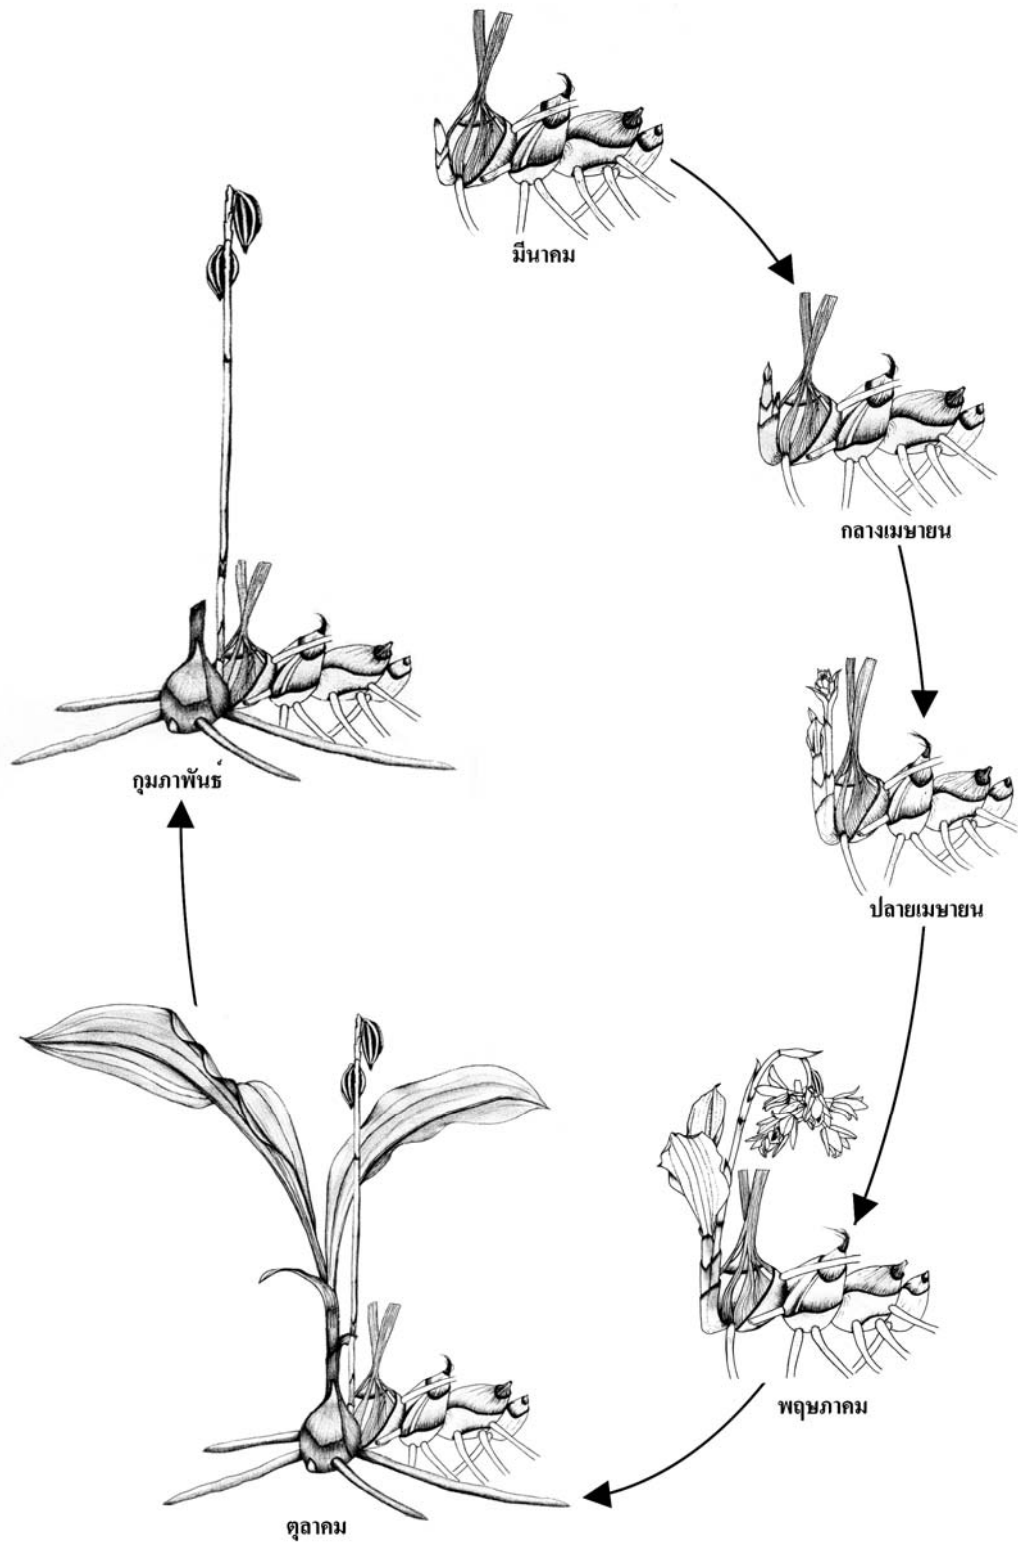 มีนาคม
กลางเมษายน
ปลายเมษายน
พฤษภาคม
ตุลาคม
กุมภาพันธ์